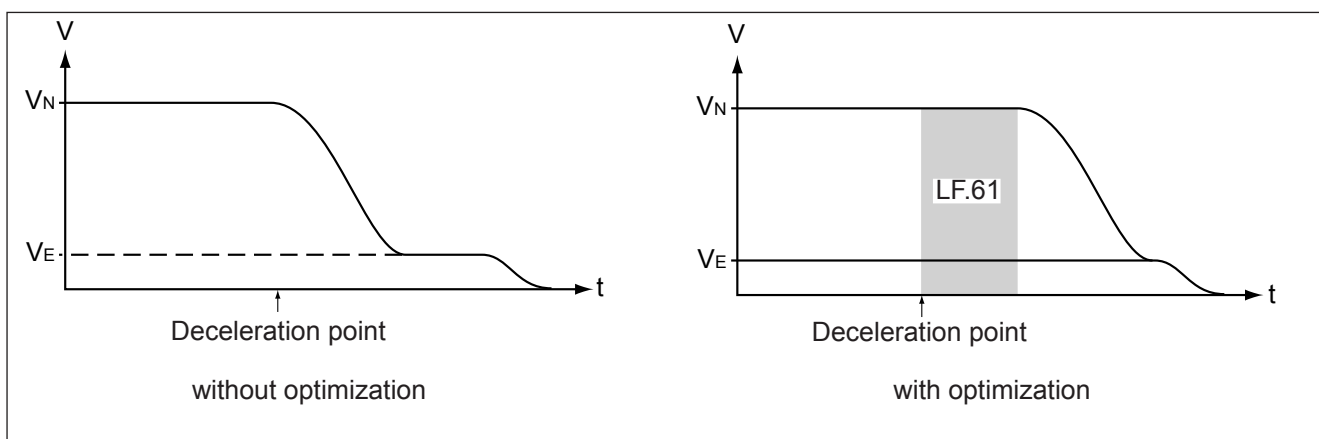 V
VN
VE
t
Deceleration point
without optimization
V
VN
LF.61
VE
t
Deceleration point
with optimization